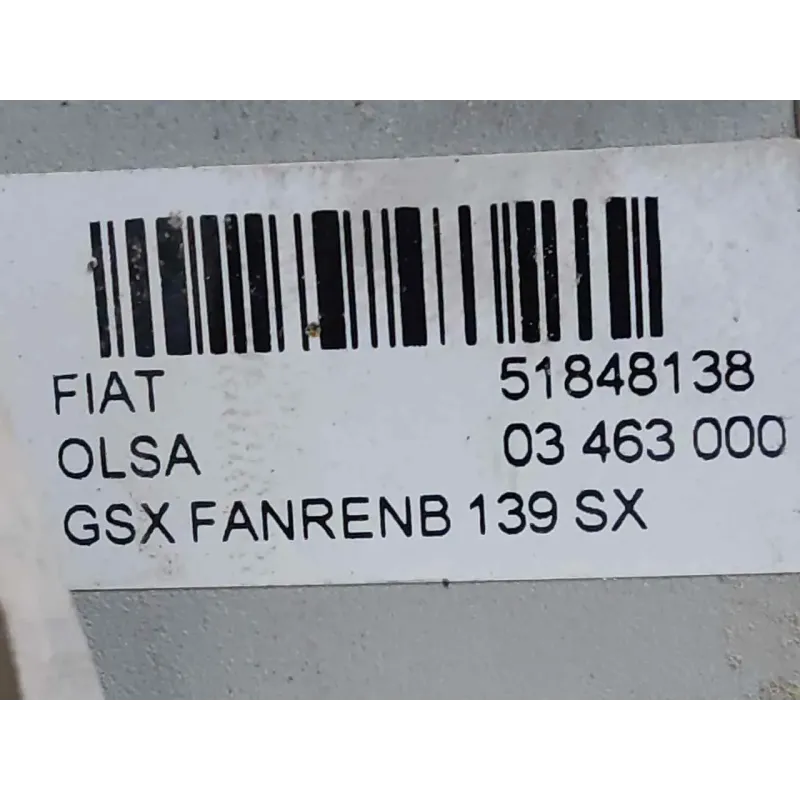 FIAT 51848138
OLSA 03 463 000
GSX FANRENB 139 SX